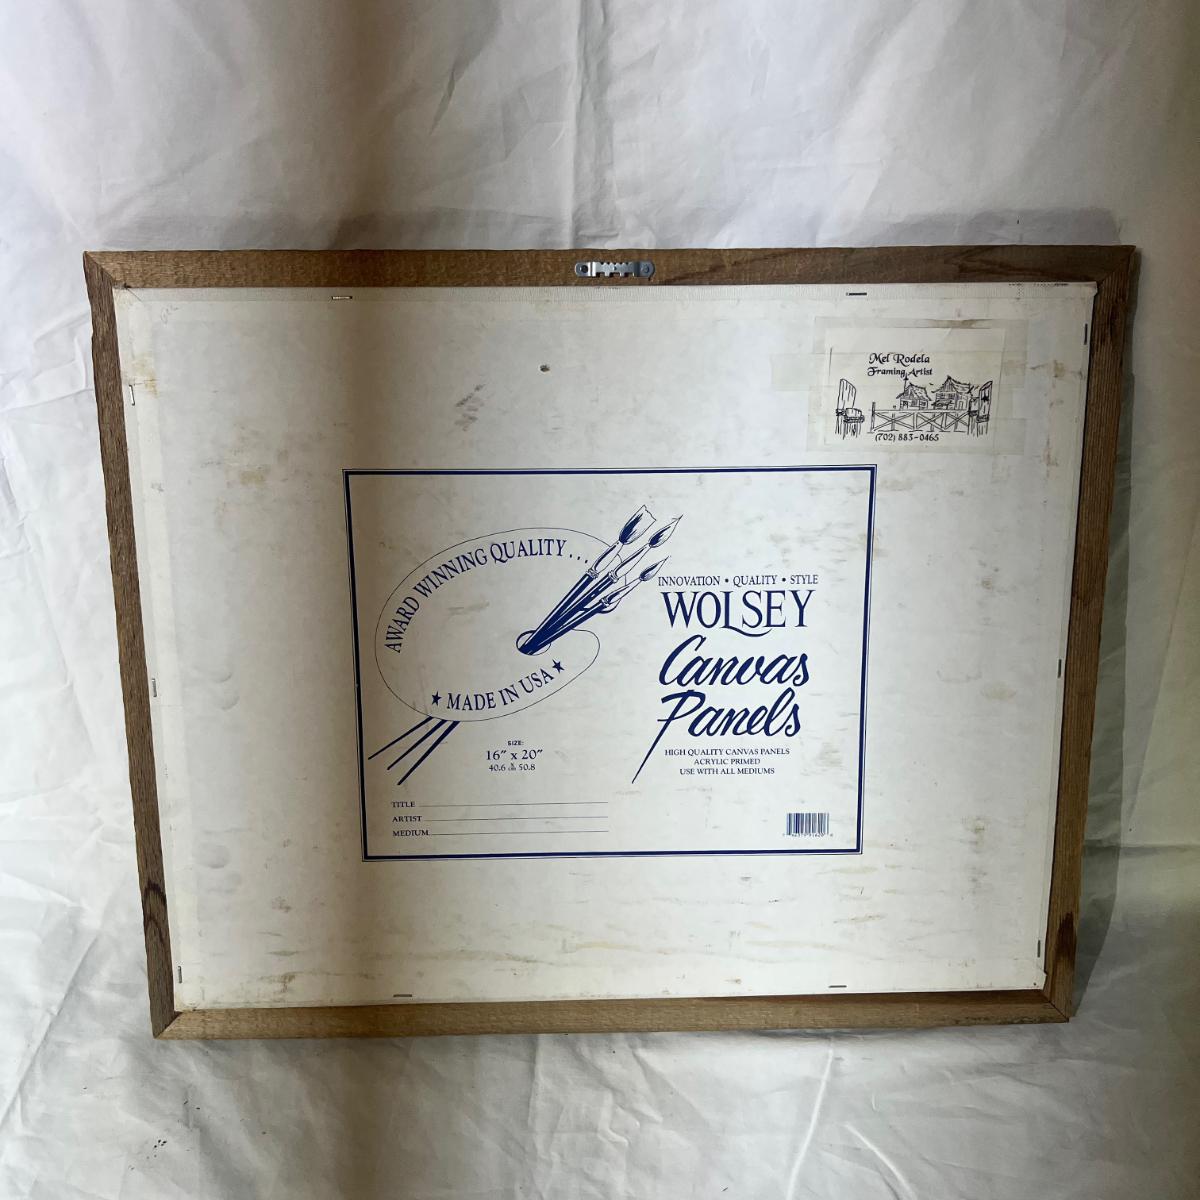 Mel Rodela
Framing Artist
(702) 883-0465
AWARD WINNING QUALITY...
★ MADE IN USA ★
INNOVATION • QUALITY • STYLE
WOLSEY
Canvas
Panels
SIZE:
16" x 20"
40.6 x cm 50.8
HIGH QUALITY CANVAS PANELS
ACRYLIC PRIMED
USE WITH ALL MEDIUMS
TITLE
ARTIST
MEDIUM